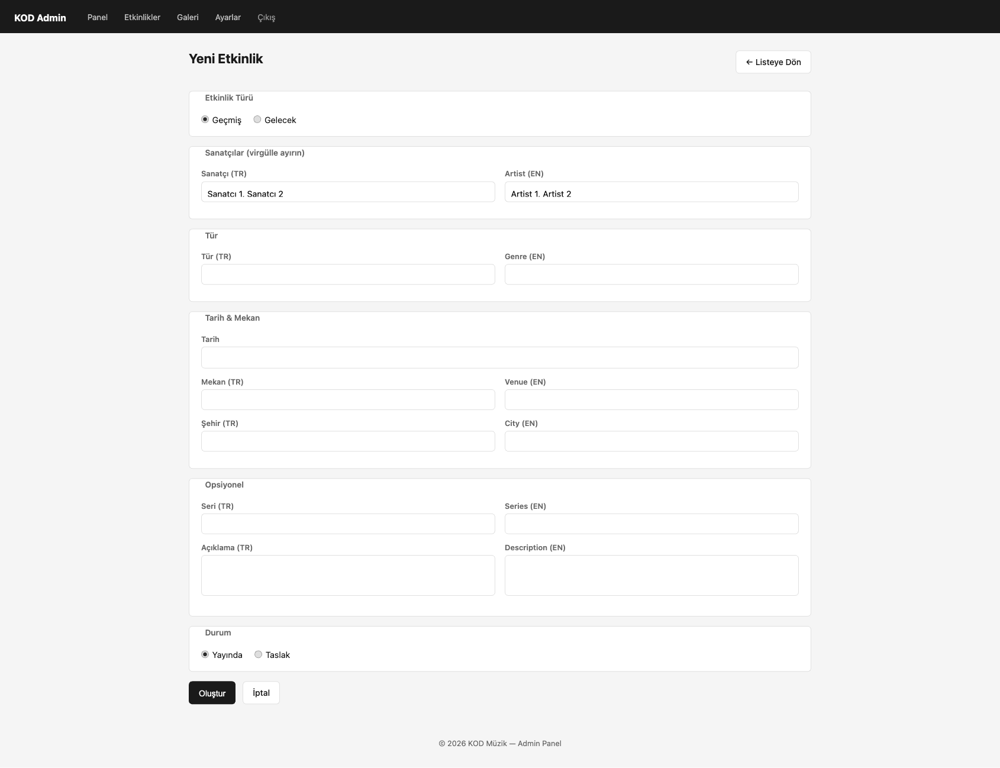 KOD Admin Panel Etkinlikler Galeri Ayarlar Çıkış
Yeni Etkinlik
← Listeye Dön
Etkinlik Türü
Geçmiş Gelecek
Sanatçılar (virgülle ayırın)
Sanatçı (TR) Artist (EN)
Sanatçı 1, Sanatçı 2 Artist 1, Artist 2
Tür
Tür (TR) Genre (EN)
Tarih & Mekan
Tarih
Mekan (TR) Venue (EN)
Şehir (TR) City (EN)
Opsiyonel
Seri (TR) Series (EN)
Açıklama (TR) Description (EN)
Durum
Yayında Taslak
Oluştur İptal
© 2026 KOD Müzik — Admin Panel